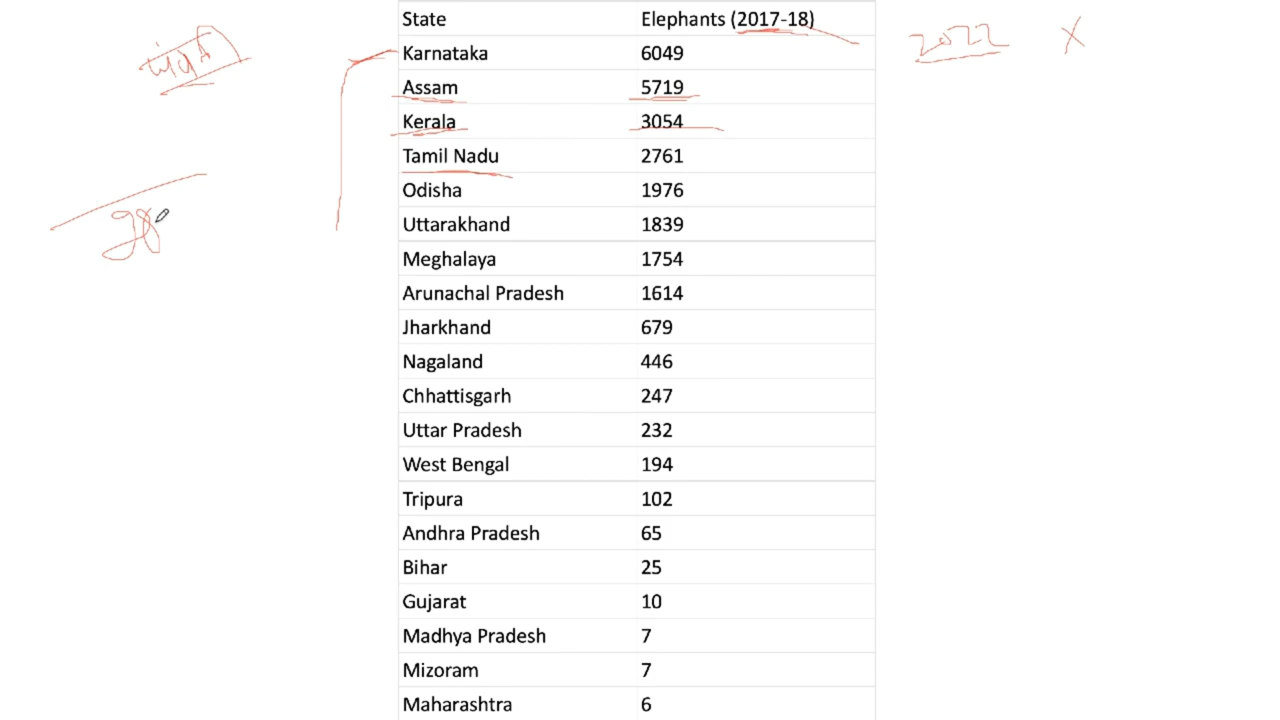 State Elephants (2017-18)
Karnataka 6049
Assam 5719
Kerala 3054
Tamil Nadu 2761
Odisha 1976
Uttarakhand 1839
Meghalaya 1754
Arunachal Pradesh 1614
Jharkhand 679
Nagaland 446
Chhattisgarh 247
Uttar Pradesh 232
West Bengal 194
Tripura 102
Andhra Pradesh 65
Bihar 25
Gujarat 10
Madhya Pradesh 7
Mizoram 7
Maharashtra 6
2022 X